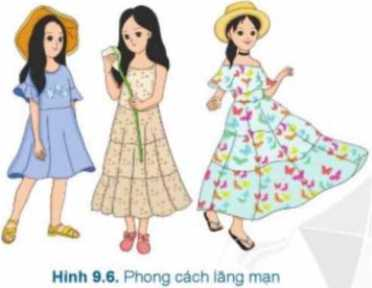 Hình 9.6. Phong cách lãng mạn